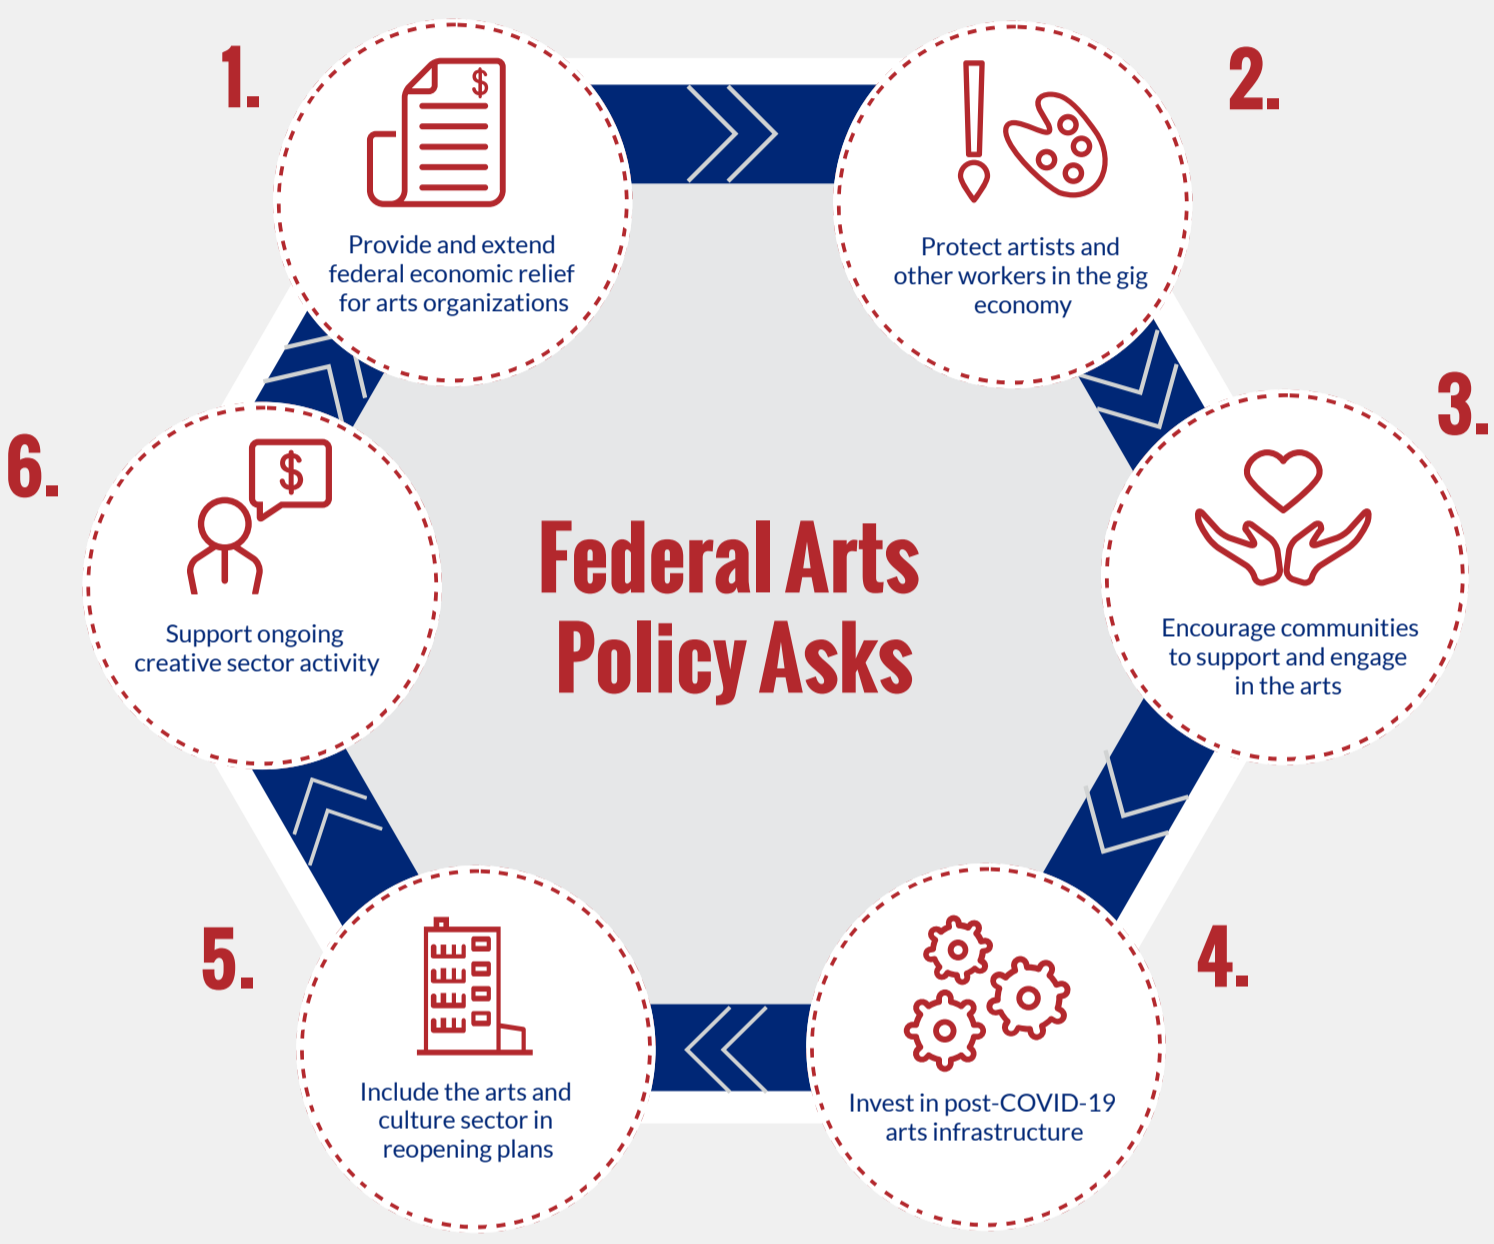 1.
$
Provide and extend
federal economic relief
for arts organizations
2.
Protect artists and
other workers in the gig
economy
3.
Encourage communities
to support and engage
in the arts
4.
Invest in post-COVID-19
arts infrastructure
5.
Include the arts and
culture sector in
reopening plans
6.
$
Support ongoing
creative sector activity
Federal Arts
Policy Asks